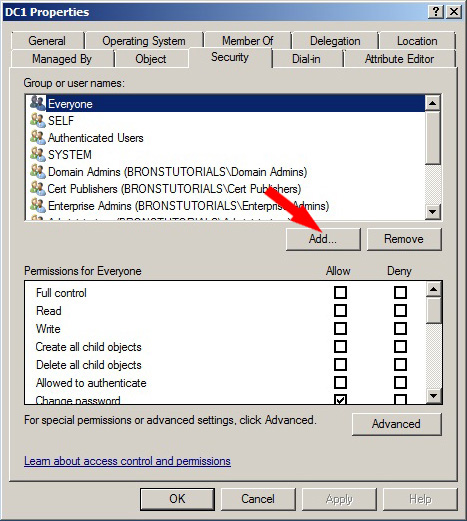 DC1 Properties
General Operating System Member Of Delegation Location
Managed By Object Security Dial-in Attribute Editor
Group or user names:
Everyone
SELF
Authenticated Users
SYSTEM
Domain Admins (BRONSTUTORIALS\Domain Admins)
Cert Publishers (BRONSTUTORIALS\Cert Publishers)
Enterprise Admins (BRONSTUTORIALS\Enterprise Admins)
Add... Remove
Permissions for Everyone Allow Deny
Full control
Read
Write
Create all child objects
Delete all child objects
Allowed to authenticate
Change password
For special permissions or advanced settings, click Advanced. Advanced
Learn about access control and permissions
OK Cancel Apply Help